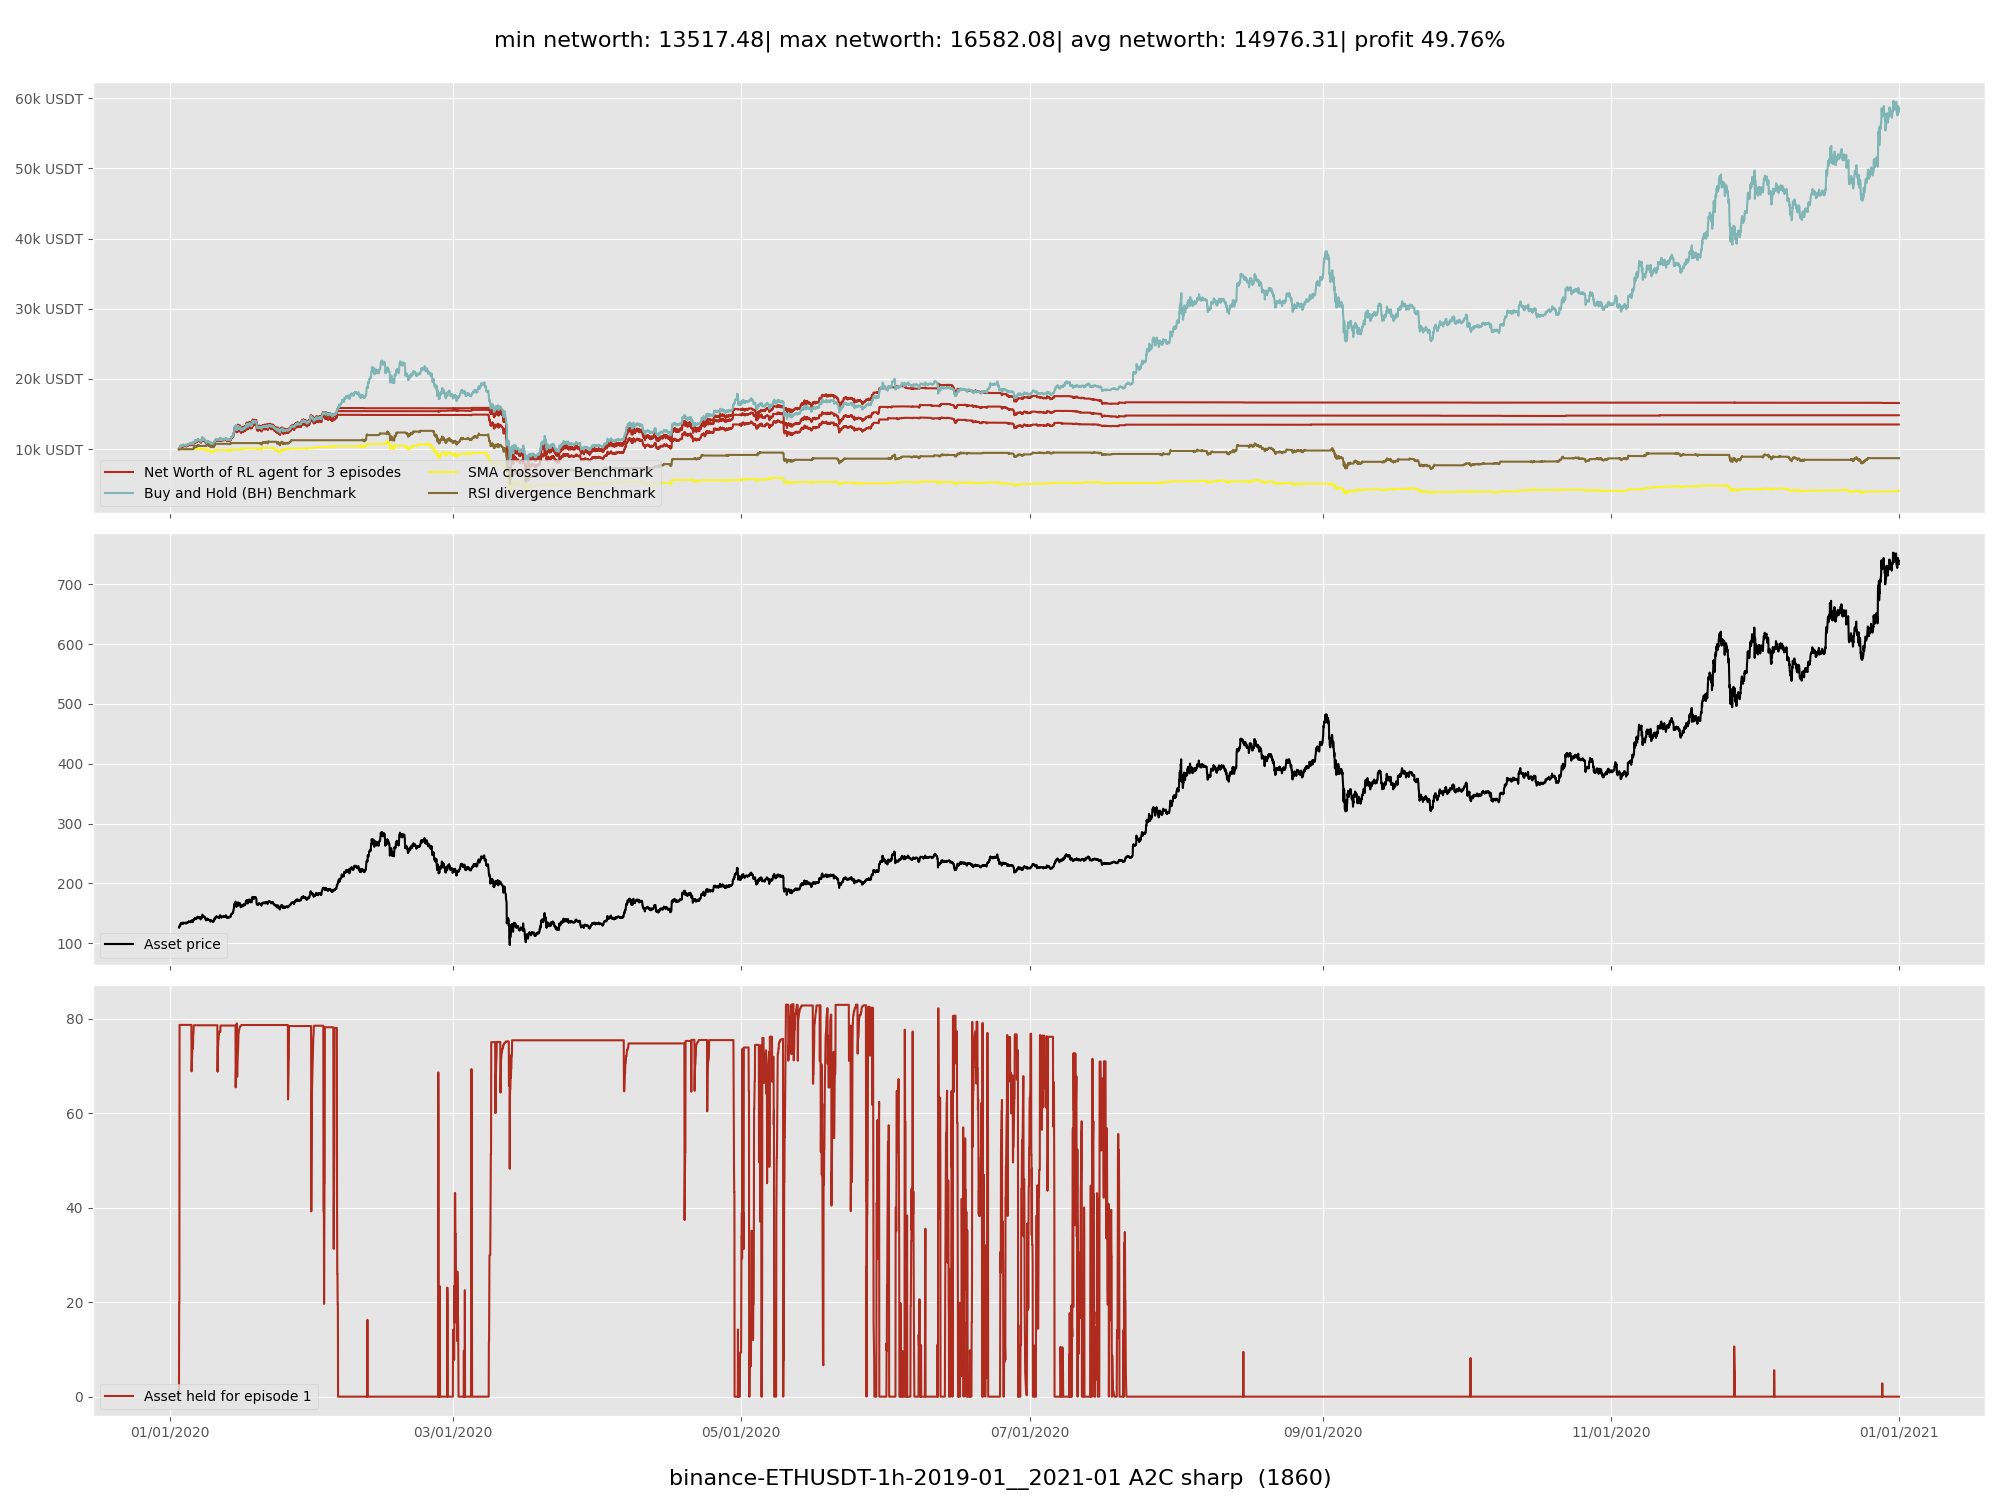 min networth: 13517.48| max networth: 16582.08| avg networth: 14976.31| profit 49.76%
60k USDT
50k USDT
40k USDT
30k USDT
20k USDT
10k USDT
Net Worth of RL agent for 3 episodes
Buy and Hold (BH) Benchmark
SMA crossover Benchmark
RSI divergence Benchmark
700
600
500
400
300
200
100
Asset price
80
60
40
20
0
Asset held for episode 1
01/01/2020
03/01/2020
05/01/2020
07/01/2020
09/01/2020
11/01/2020
01/01/2021
binance-ETHUSDT-1h-2019-01__2021-01 A2C sharp  (1860)